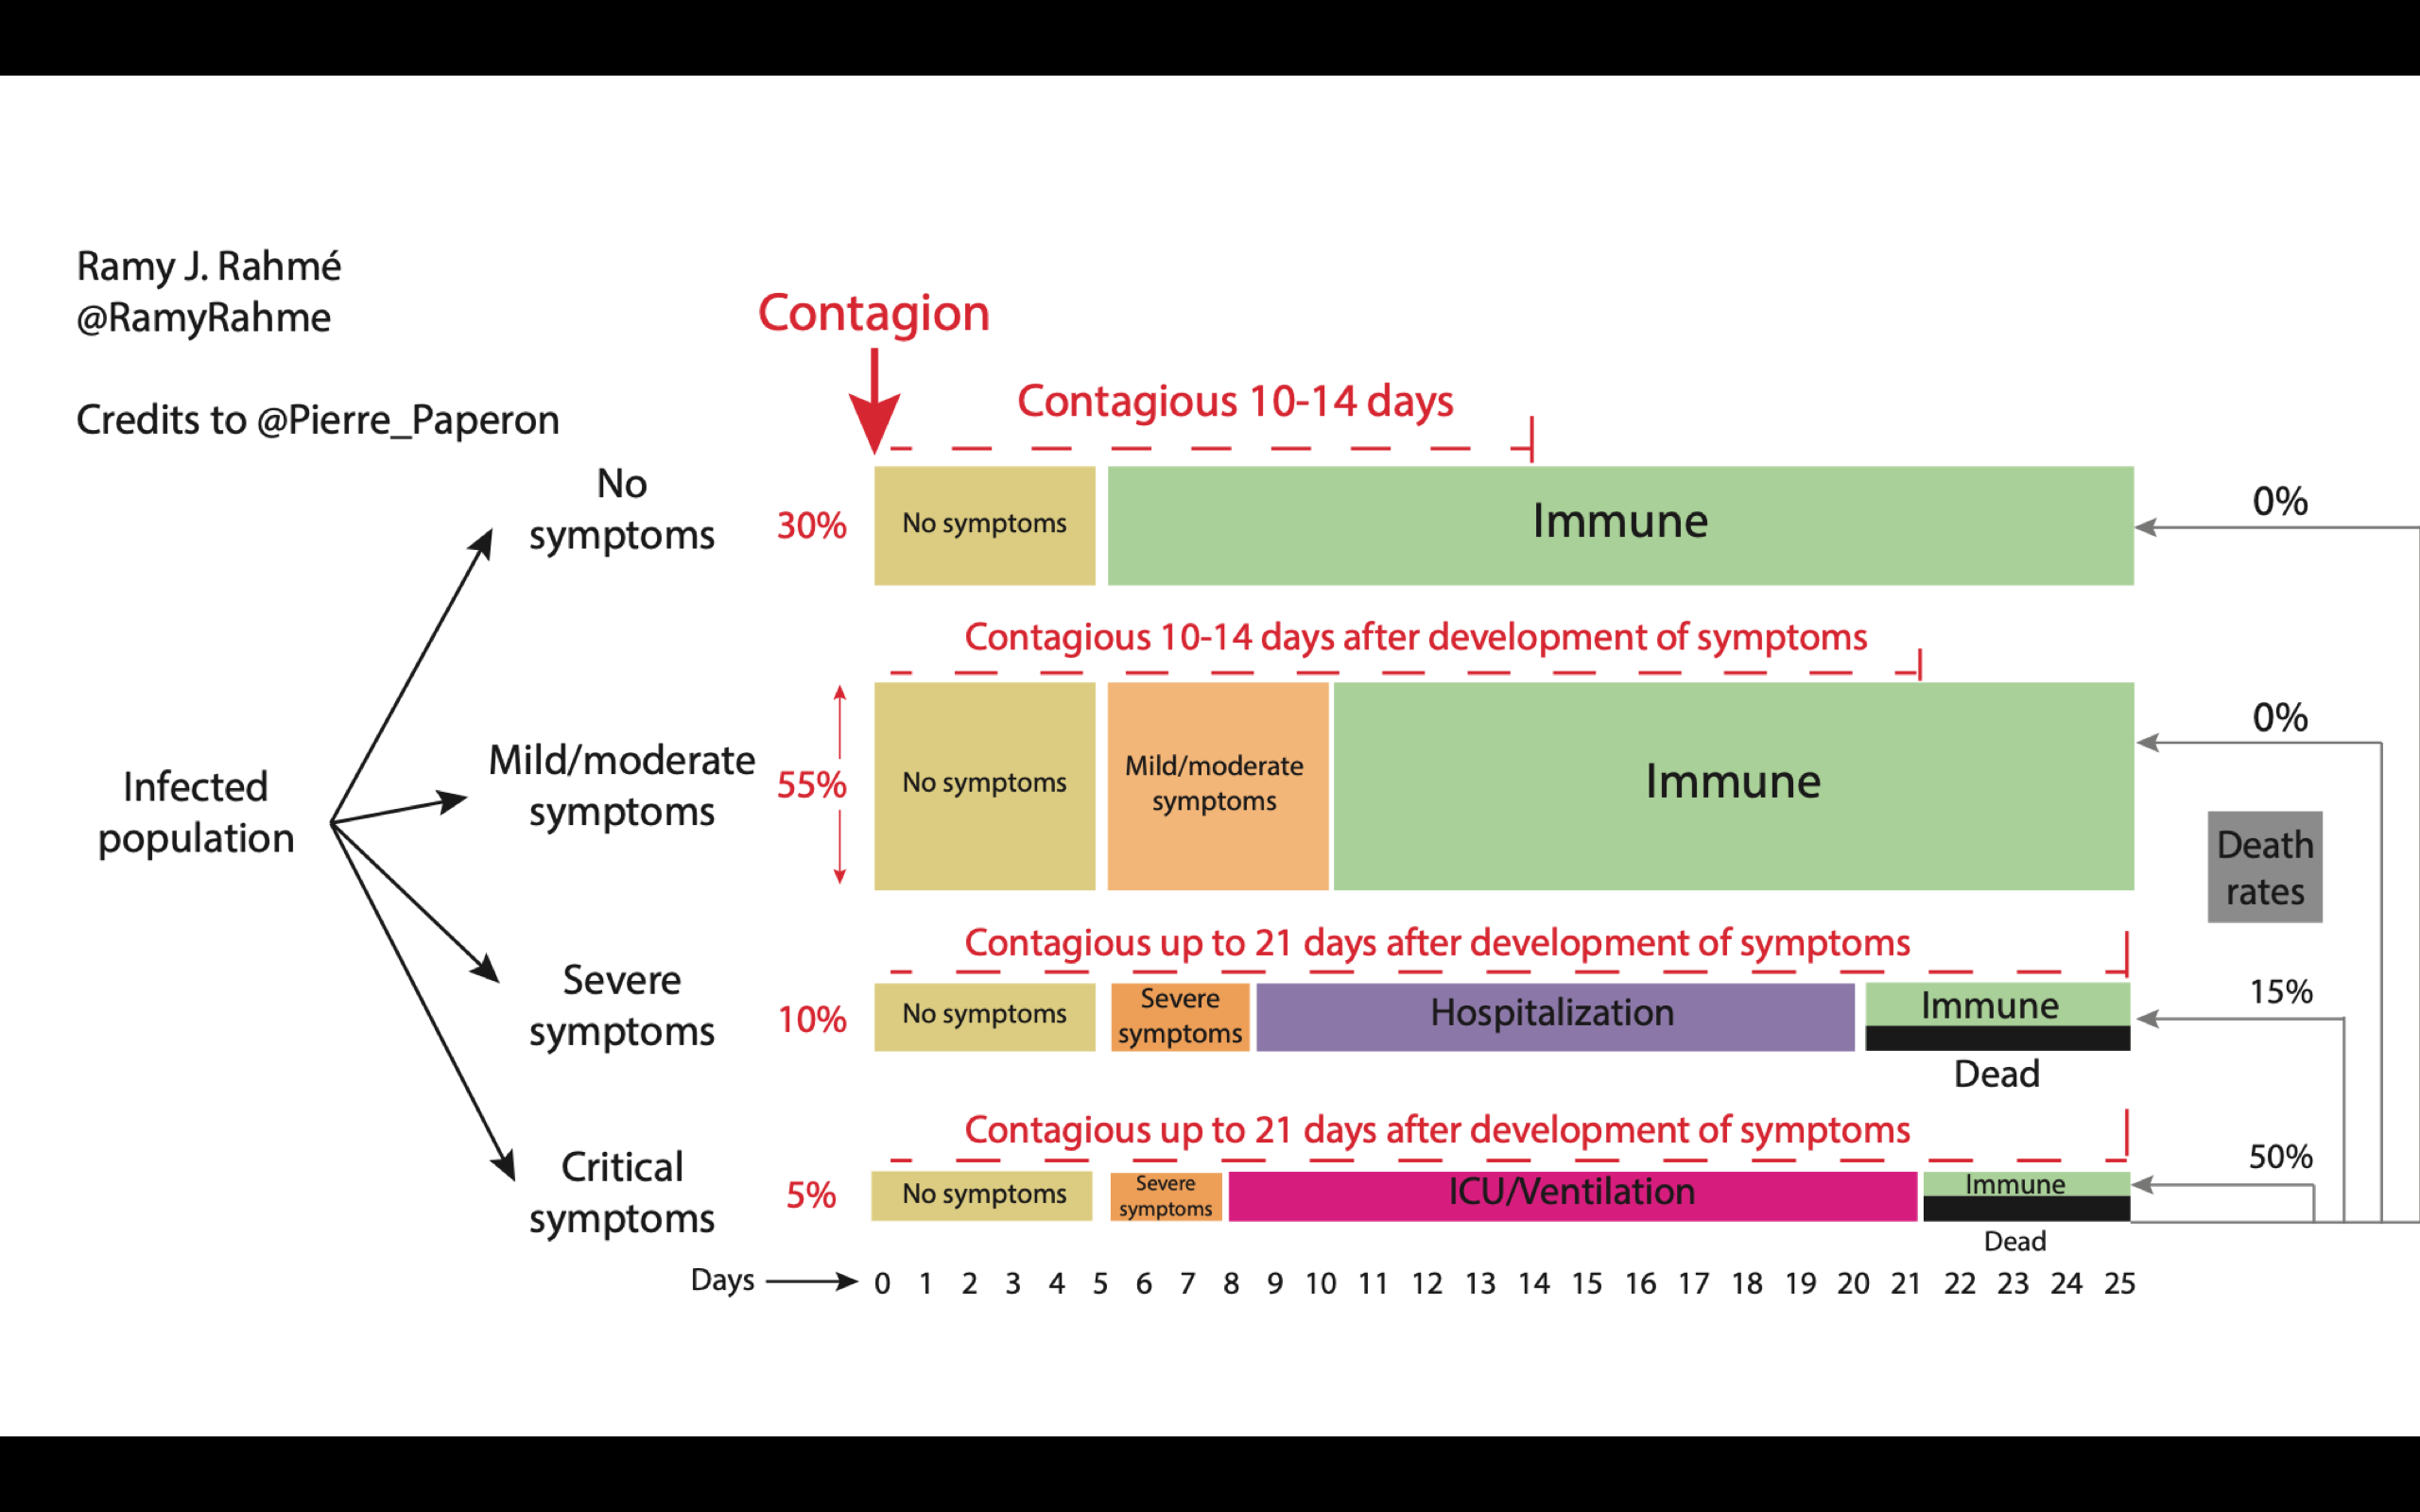 Ramy J. Rahmé
@RamyRahme
Credits to @Pierre_Paperon
Contagion
Contagious 10-14 days
No
symptoms
30%
No symptoms
Immune
0%
Contagious 10-14 days after development of symptoms
Infected
population
Mild/moderate
symptoms
55%
No symptoms
Mild/moderate
symptoms
Immune
0%
Death
rates
Contagious up to 21 days after development of symptoms
Severe
symptoms
10%
No symptoms
Severe
symptoms
Hospitalization
Immune
Dead
15%
Contagious up to 21 days after development of symptoms
Critical
symptoms
5%
No symptoms
Severe
symptoms
ICU/Ventilation
Immune
Dead
50%
Days 0 1 2 3 4 5 6 7 8 9 10 11 12 13 14 15 16 17 18 19 20 21 22 23 24 25